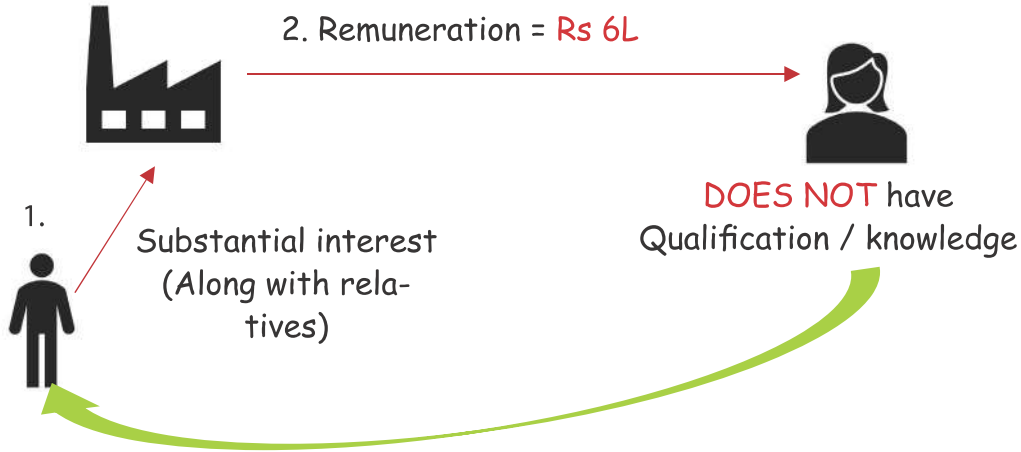 2. Remuneration = Rs 6L
DOES NOT have
Qualification / knowledge
1.
Substantial interest
(Along with rela-
tives)